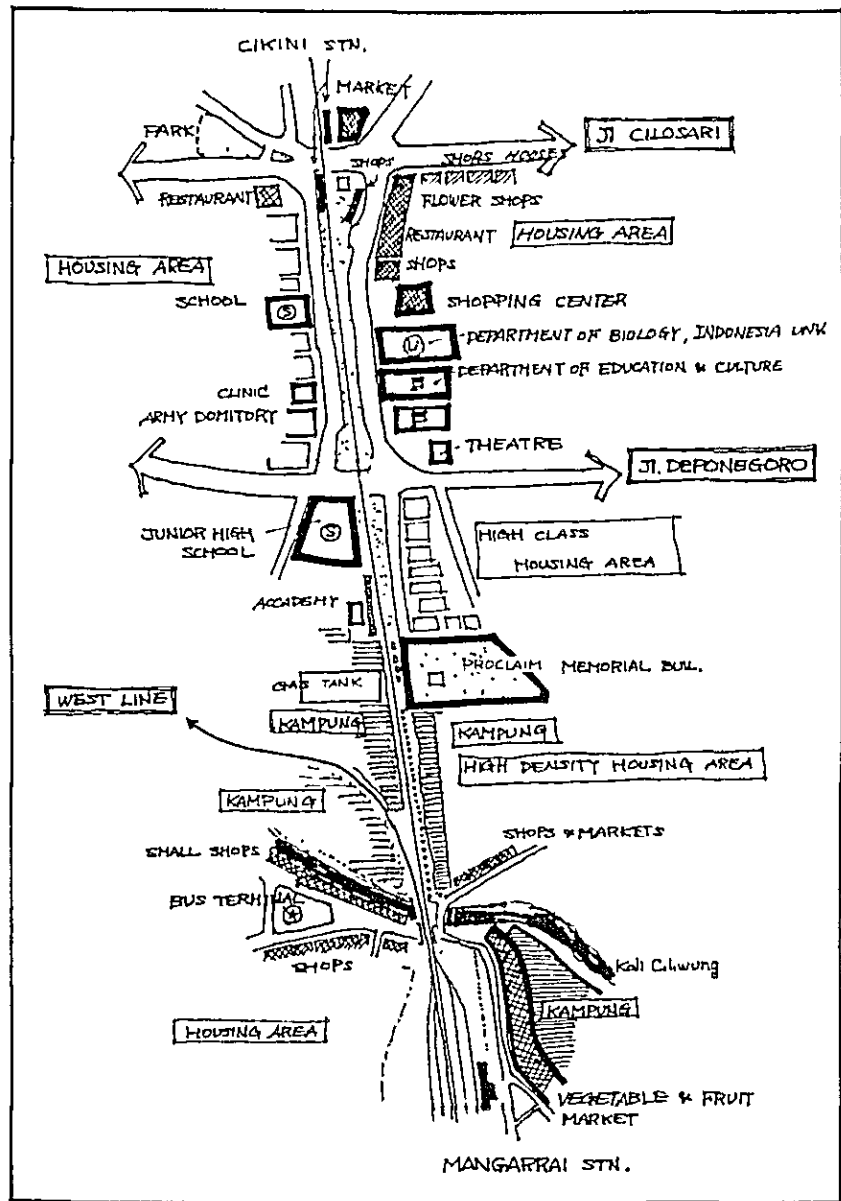 CIKINI STN.
MARKET
PARK
JI CILOSARI
SHOPS
SHOPS HOUSE
RESTAURANT
FLOWER SHOPS
RESTAURANT
HOUSING AREA
HOUSING AREA
SHOPS
SCHOOL
S
SHOPPING CENTER
U
DEPARTMENT OF BIOLOGY, INDONESIA UNIV
DEPARTMENT OF EDUCATION & CULTURE
CLINIC
ARMY DOMITORY
THEATRE
JI. DEPONEGORO
JUNIOR HIGH
SCHOOL
S
HIGH CLASS
HOUSING AREA
ACCADEMY
PROCLAIM MEMORIAL BUIL.
GAS TANK
WEST LINE
KAMPUNG
KAMPUNG
HIGH DENSITY HOUSING AREA
KAMPUNG
SHOPS & MARKETS
SMALL SHOPS
BUS TERMINAL
SHOPS
Kali Ciliwung
KAMPUNG
HOUSING AREA
VEGETABLE & FRUIT
MARKET
MANGARRAI STN.